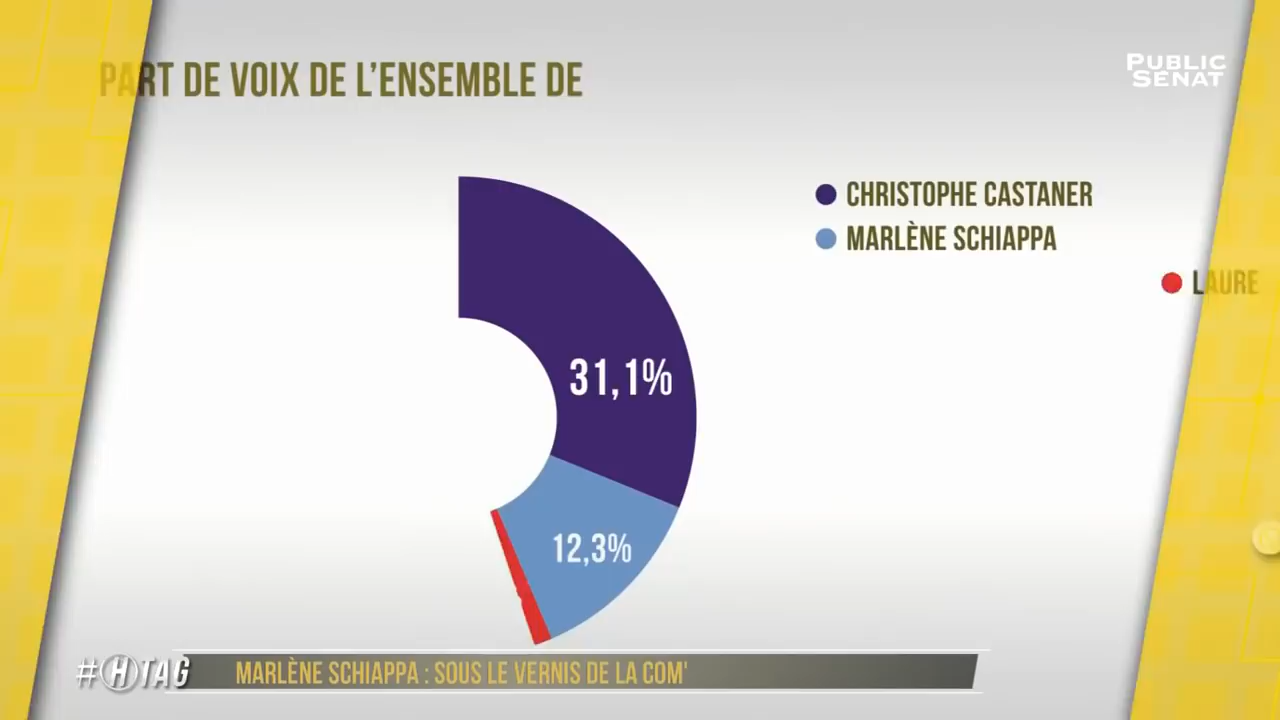 PART DE VOIX DE L'ENSEMBLE DE
PUBLIC
SÉNAT
CHRISTOPHE CASTANER
MARLÈNE SCHIAPPA
LAURE
31,1%
12,3%
#HTAG
MARLÈNE SCHIAPPA : SOUS LE VERNIS DE LA COM'